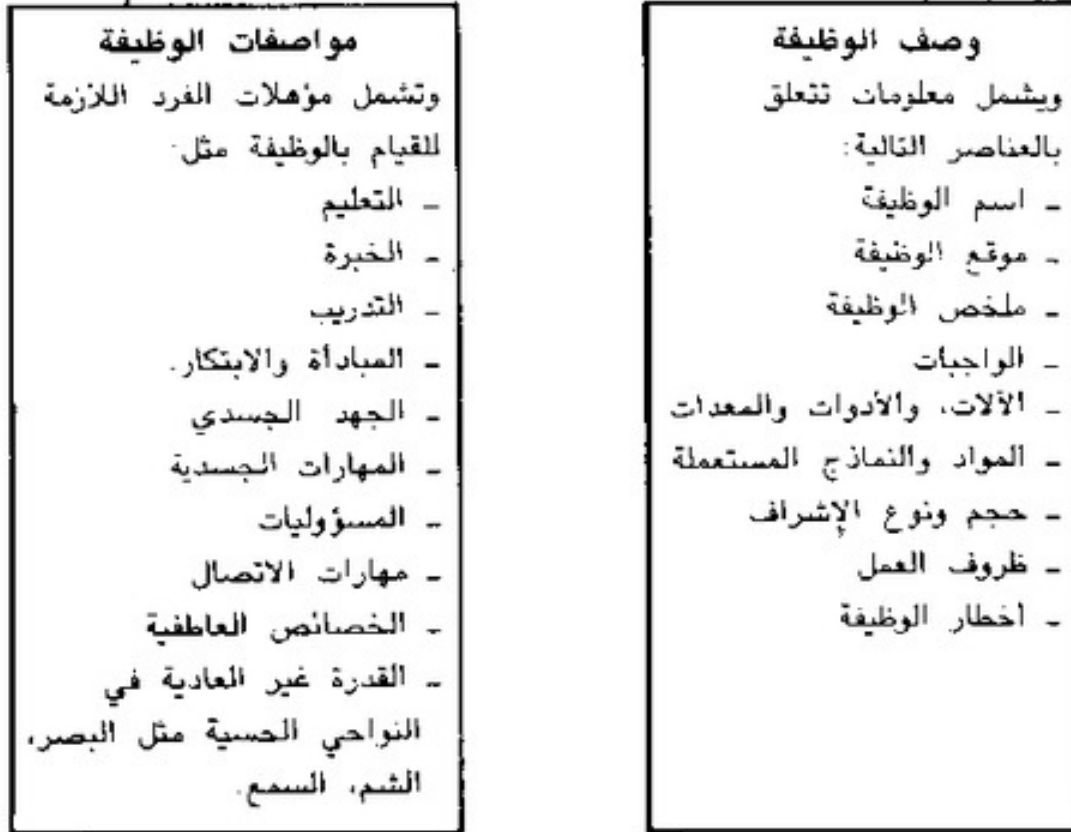 وصف الوظيفة
ويشمل معلومات تتعلق
بالعناصر التالية:
- اسم الوظيفة
- موقع الوظيفة
- ملخص الوظيفة
- الواجبات
- الآلات، والأدوات والمعدات
- المواد والنماذج المستعملة
- حجم ونوع الإشراف
- ظروف العمل
- أخطار الوظيفة
مواصفات الوظيفة
وتشمل مؤهلات الفرد اللازمة
للقيام بالوظيفة مثل
- التعليم
- الخبرة
- التدريب
- المبادأة والابتكار.
- الجهد الجسدي
- المهارات الجسدية
- المسؤوليات
- مهارات الاتصال
- الخصائص العاطفية
- القدرة غير العادية في
النواحي الحسية مثل البصر،
الشم، السمع.